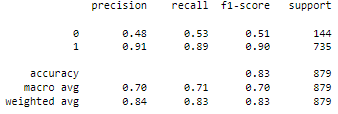 precision recall f1-score support
0 0.48 0.53 0.51 144
1 0.91 0.89 0.90 735
accuracy 0.83 879
macro avg 0.70 0.71 0.70 879
weighted avg 0.84 0.83 0.83 879